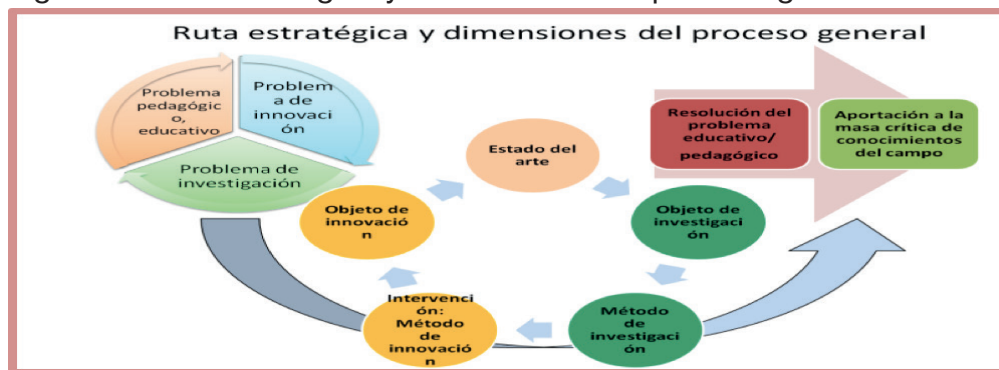 Ruta estratégica y dimensiones del proceso general
Problema
pedagógic
o,
educativo
Problem
a de
innovaci
ón
Problema de
investigación
Estado del
arte
Objeto de
investigaci
ón
Método
de
investigaci
ón
Intervenci
ón:
Método
de
innovació
n
Objeto de
innovació
n
Resolución del
problema
educativo/
pedagógico
Aportación a la
masa crítica de
conocimientos
del campo